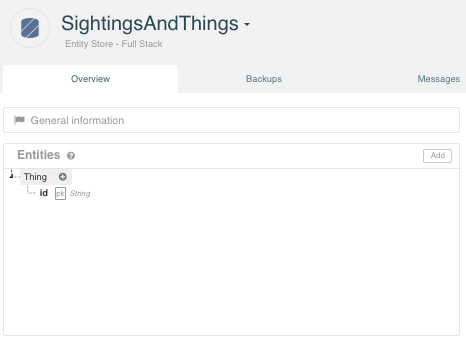 SightingsAndThings
Entity Store - Full Stack
Overview Backups Messages
General information
Entities ? Add
Thing
id pk String